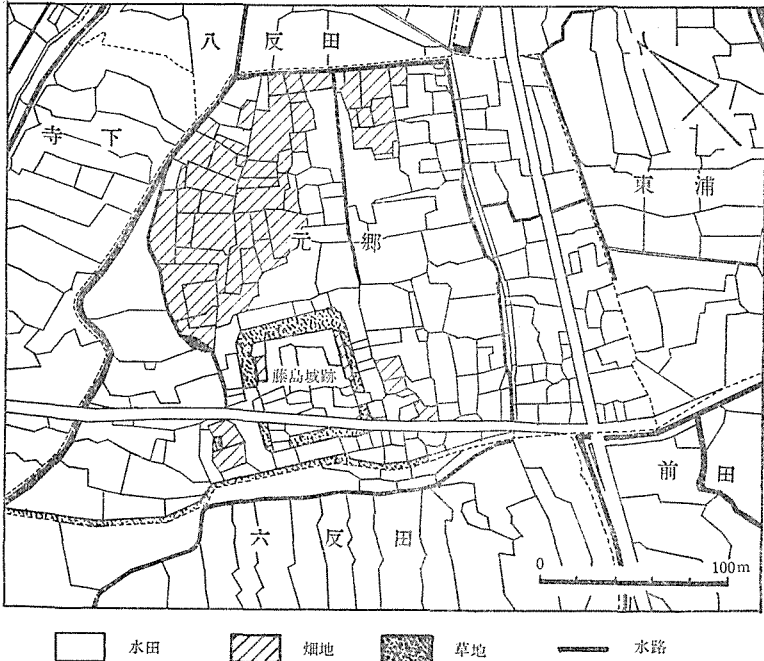 八反田
寺下
東浦
元郷
藤島城跡
前田
六反田
0 100m
水田 畑地 草地 水路